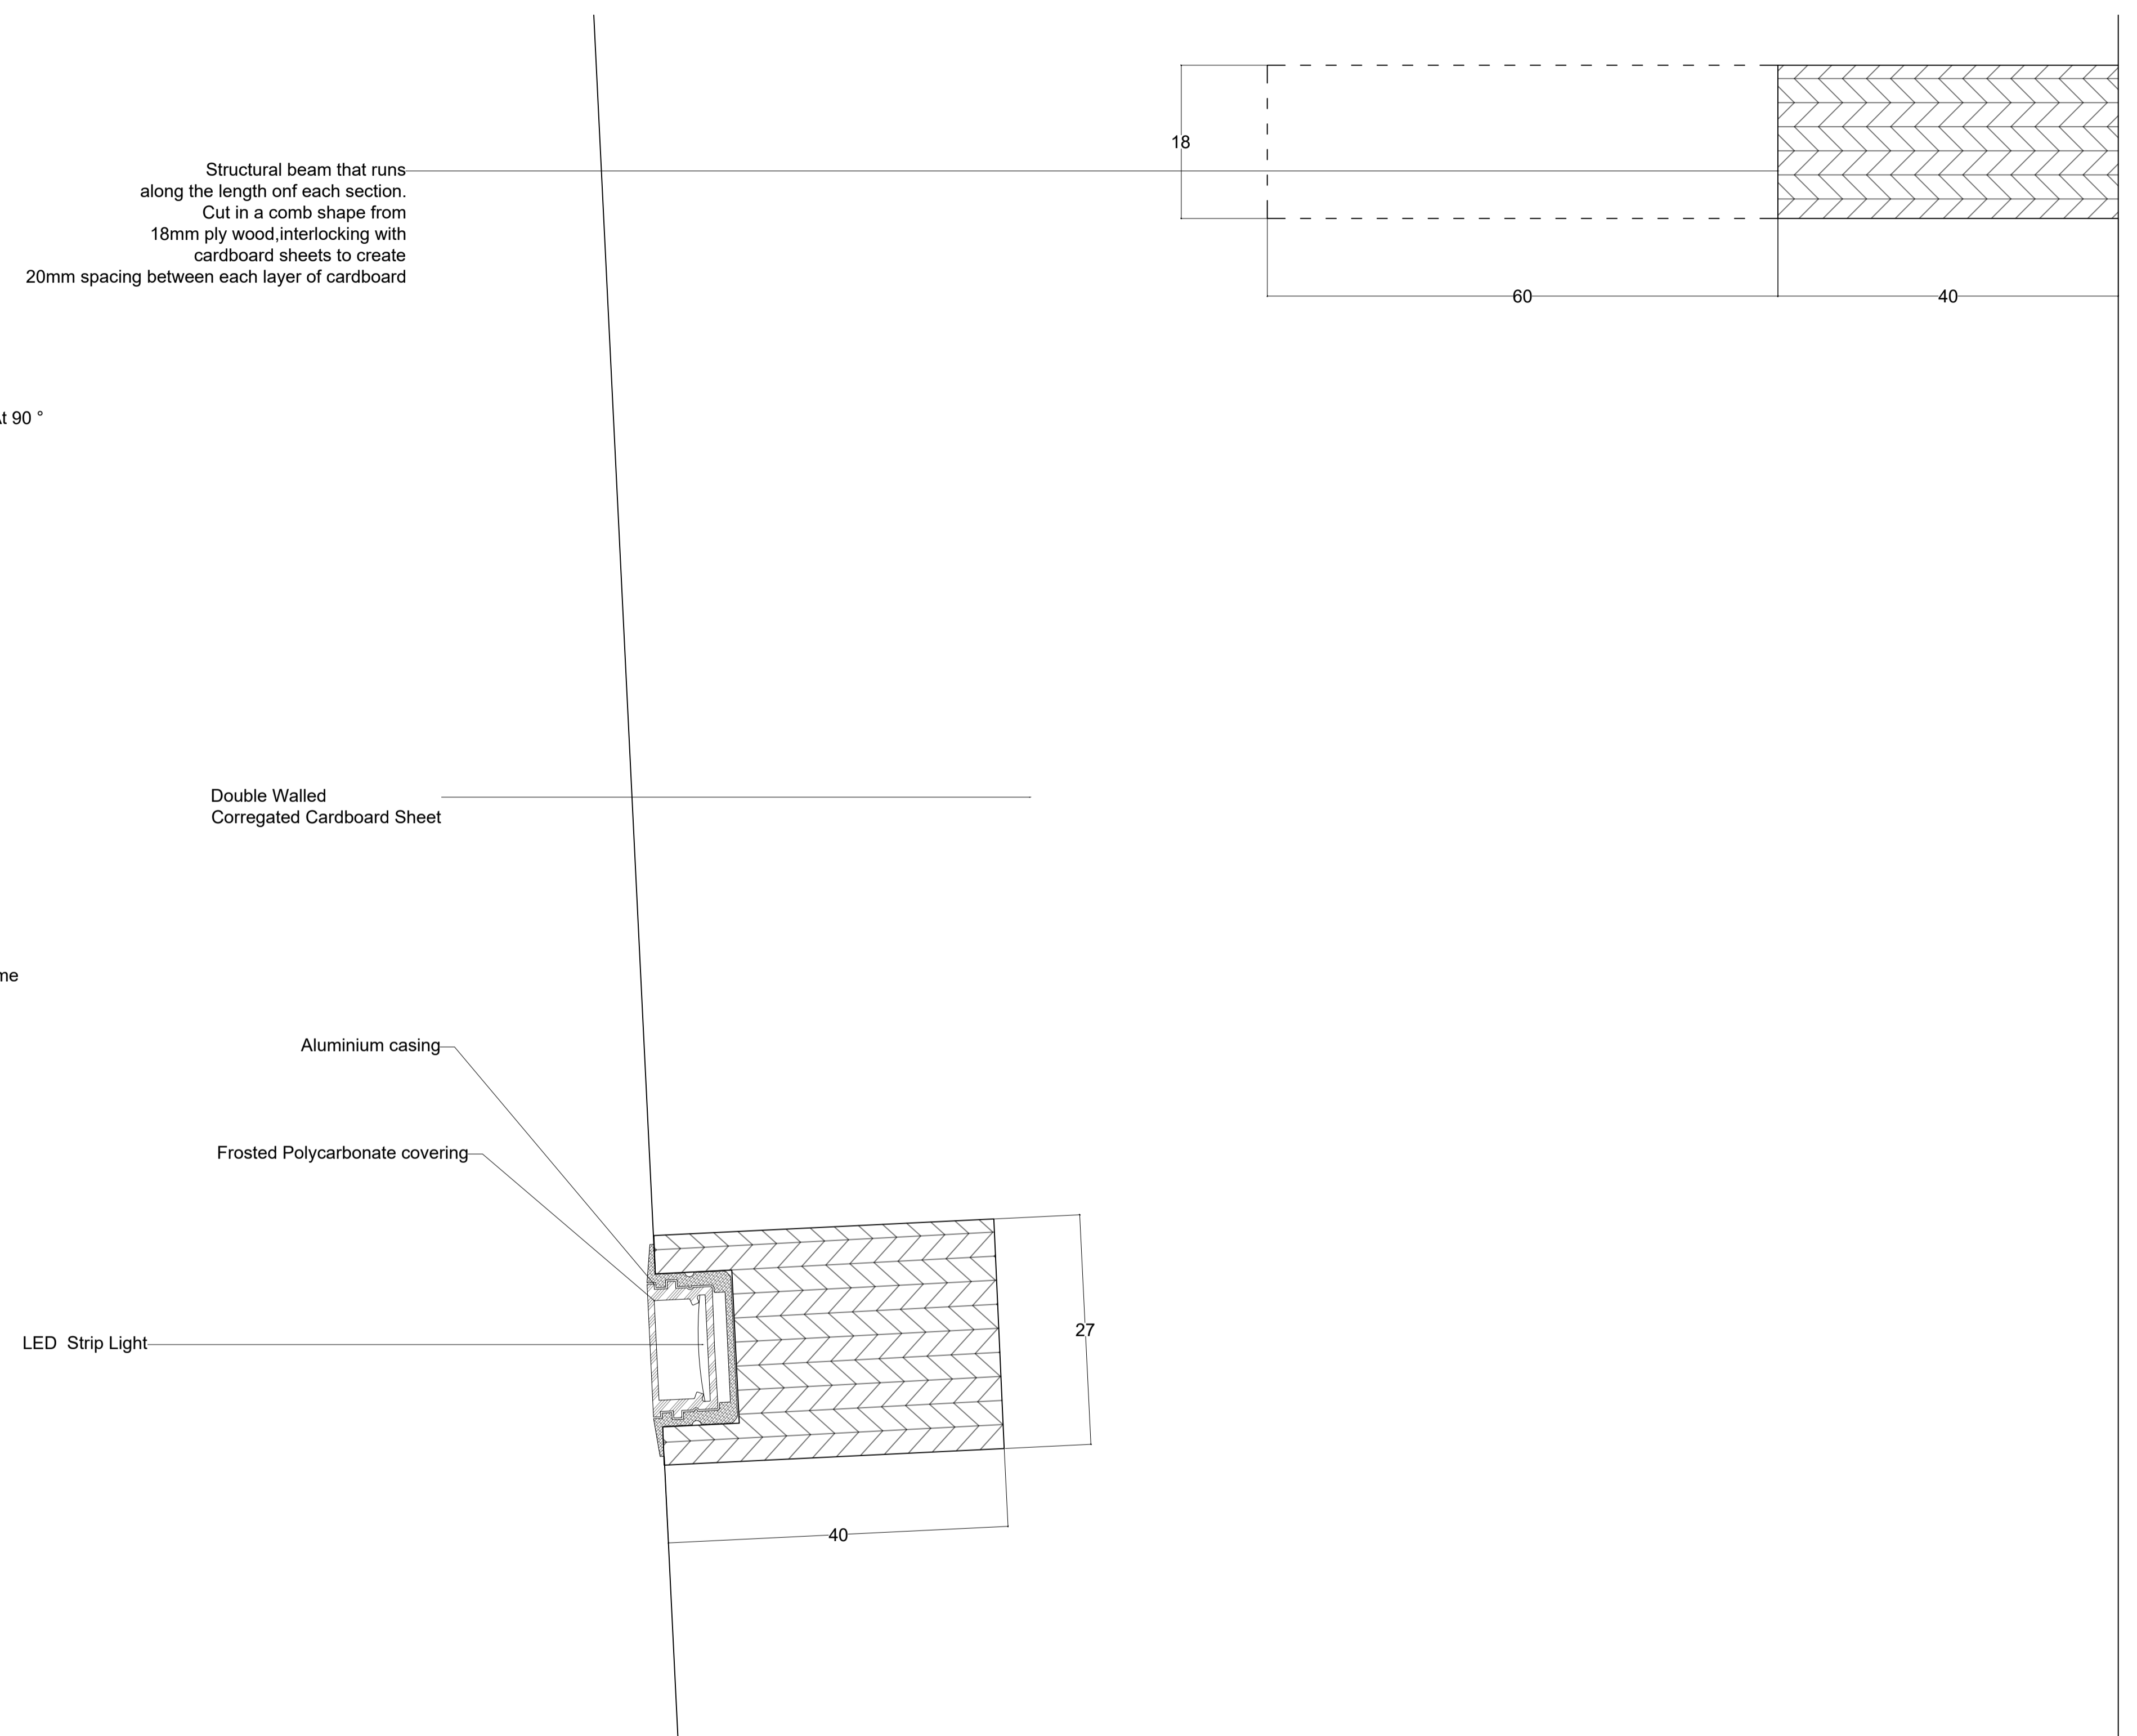 18
Structural beam that runs
along the length onf each section.
Cut in a comb shape from
18mm ply wood,interlocking with
cardboard sheets to create
20mm spacing between each layer of cardboard
60
40
90 °
Double Walled
Corregated Cardboard Sheet
Aluminium casing
Frosted Polycarbonate covering
LED  Strip Light
27
40